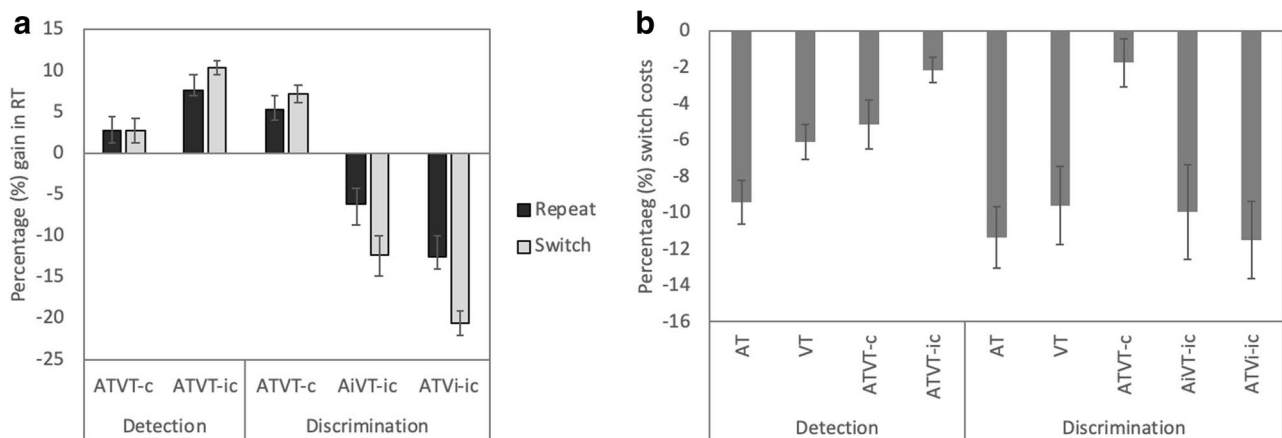 a
Percentage (%) gain in RT
15
10
5
0
-5
-10
-15
-20
-25
ATVT-c ATVT-ic ATVT-c AiVT-ic ATVi-ic
Detection Discrimination
Repeat
Switch
b
Percentaeg (%) switch costs
0
-2
-4
-6
-8
-10
-12
-14
-16
AT VT ATVT-c ATVT-ic AT VT ATVT-c AiVT-ic ATVi-ic
Detection Discrimination